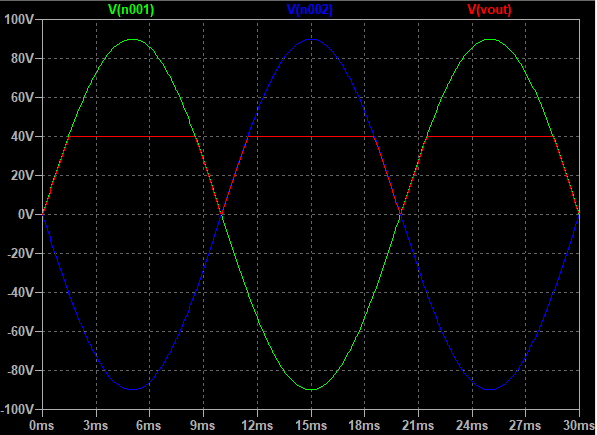 V(n001) V(n002) V(vout)
100V
80V
60V
40V
20V
0V
-20V
-40V
-60V
-80V
-100V
0ms 3ms 6ms 9ms 12ms 15ms 18ms 21ms 24ms 27ms 30ms